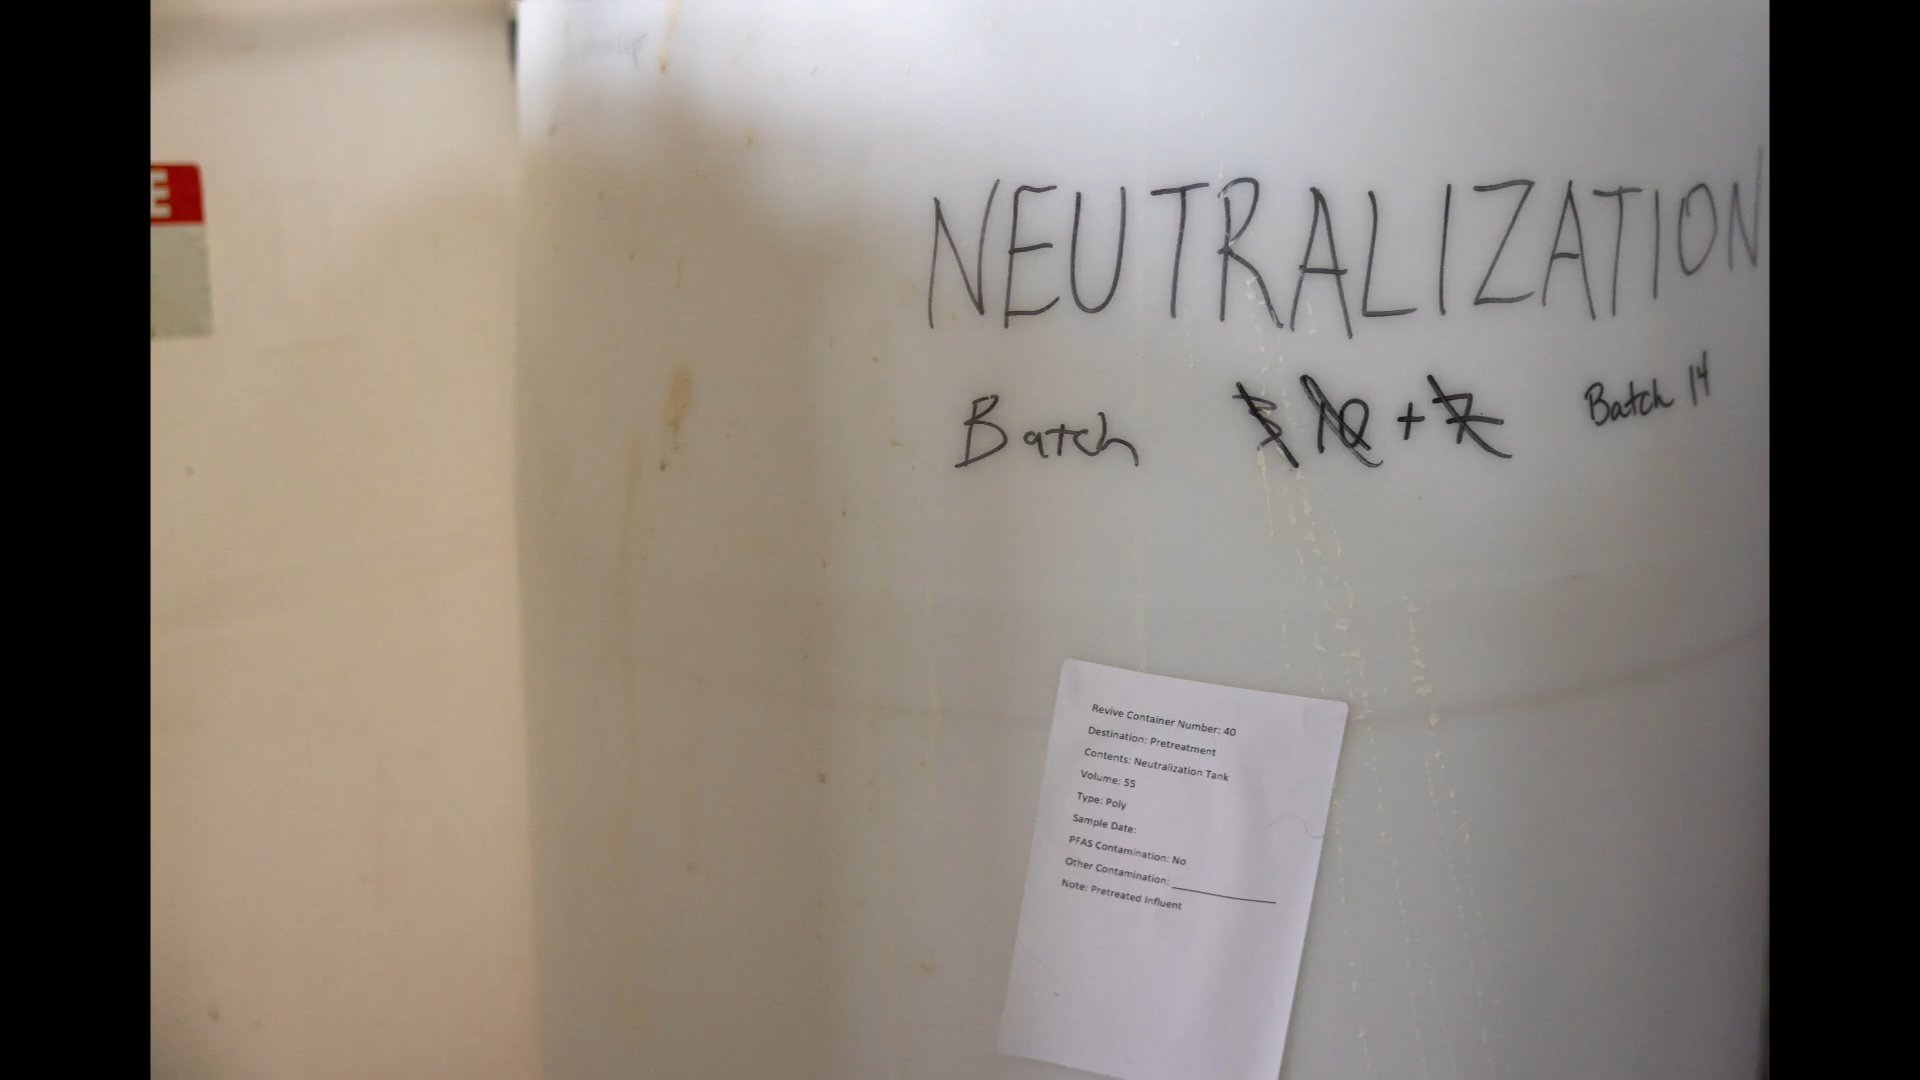 E
NEUTRALIZATION
Batch + Batch 14
Revive Container Number: 40
Destination: Pretreatment
Contents: Neutralization Tank
Volume: 55
Type: Poly
Sample Date:
PFAS Contamination: No
Other Contamination: ____________
Note: Pretreated Influent